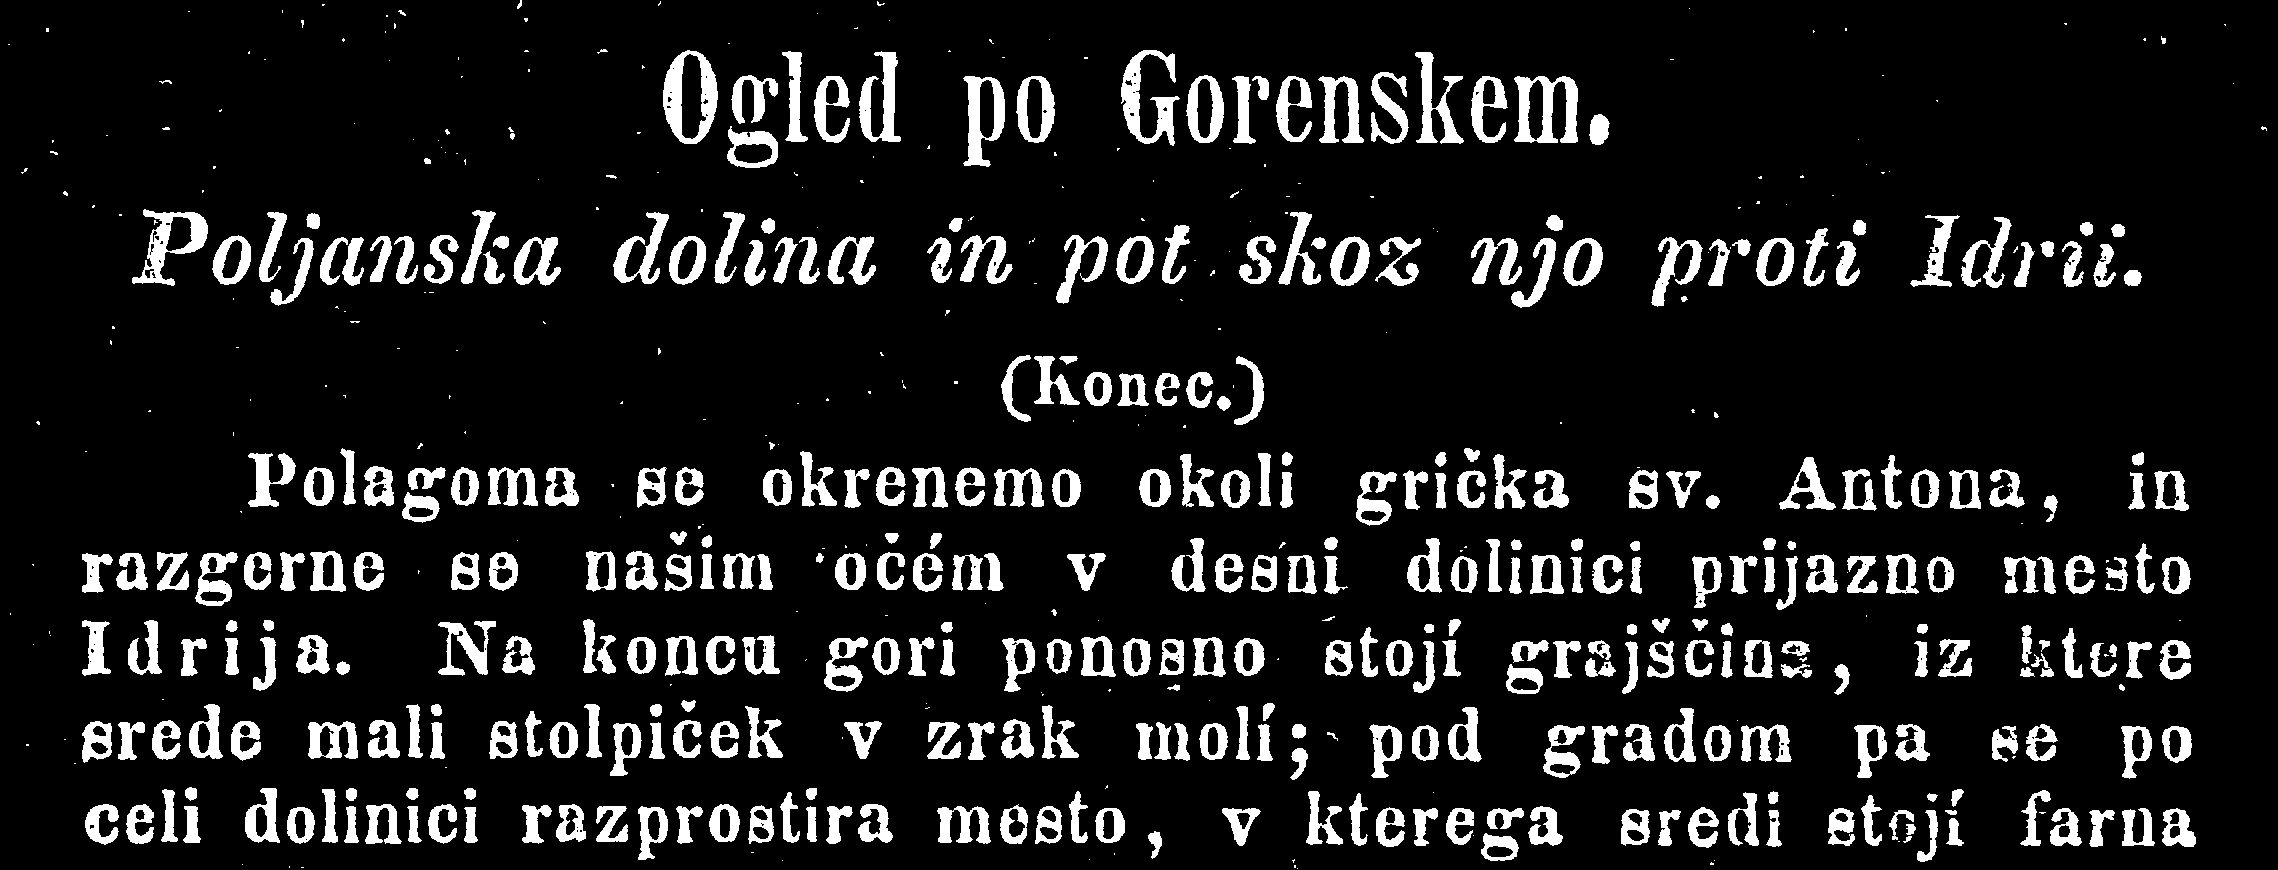 Ogled po Gorenskem.
Poljanska dolina in pot skoz njo proti Idrii.
(Konec.)
Polagoma se okrenemo okoli grička sv. Antona, in
razgerne se našim očém v desni dolinici prijazno mesto
Idrija. Na koncu gori ponosno stojí grajščina, iz ktere
srede mali stolpiček v zrak molí; pod gradom pa se po
celi dolinici razprostira mesto, v kterega sredi stojí farna